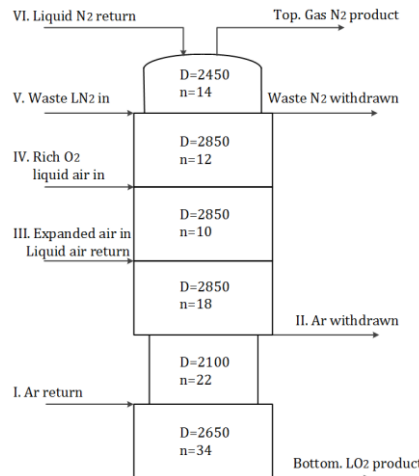 VI. Liquid N2 return
Top. Gas N2 product
D=2450
n=14
V. Waste LN2 in
Waste N2 withdrawn
D=2850
n=12
IV. Rich O2
liquid air in
D=2850
n=10
III. Expanded air in
Liquid air return
D=2850
n=18
II. Ar withdrawn
D=2100
n=22
I. Ar return
D=2650
n=34
Bottom. LO2 product